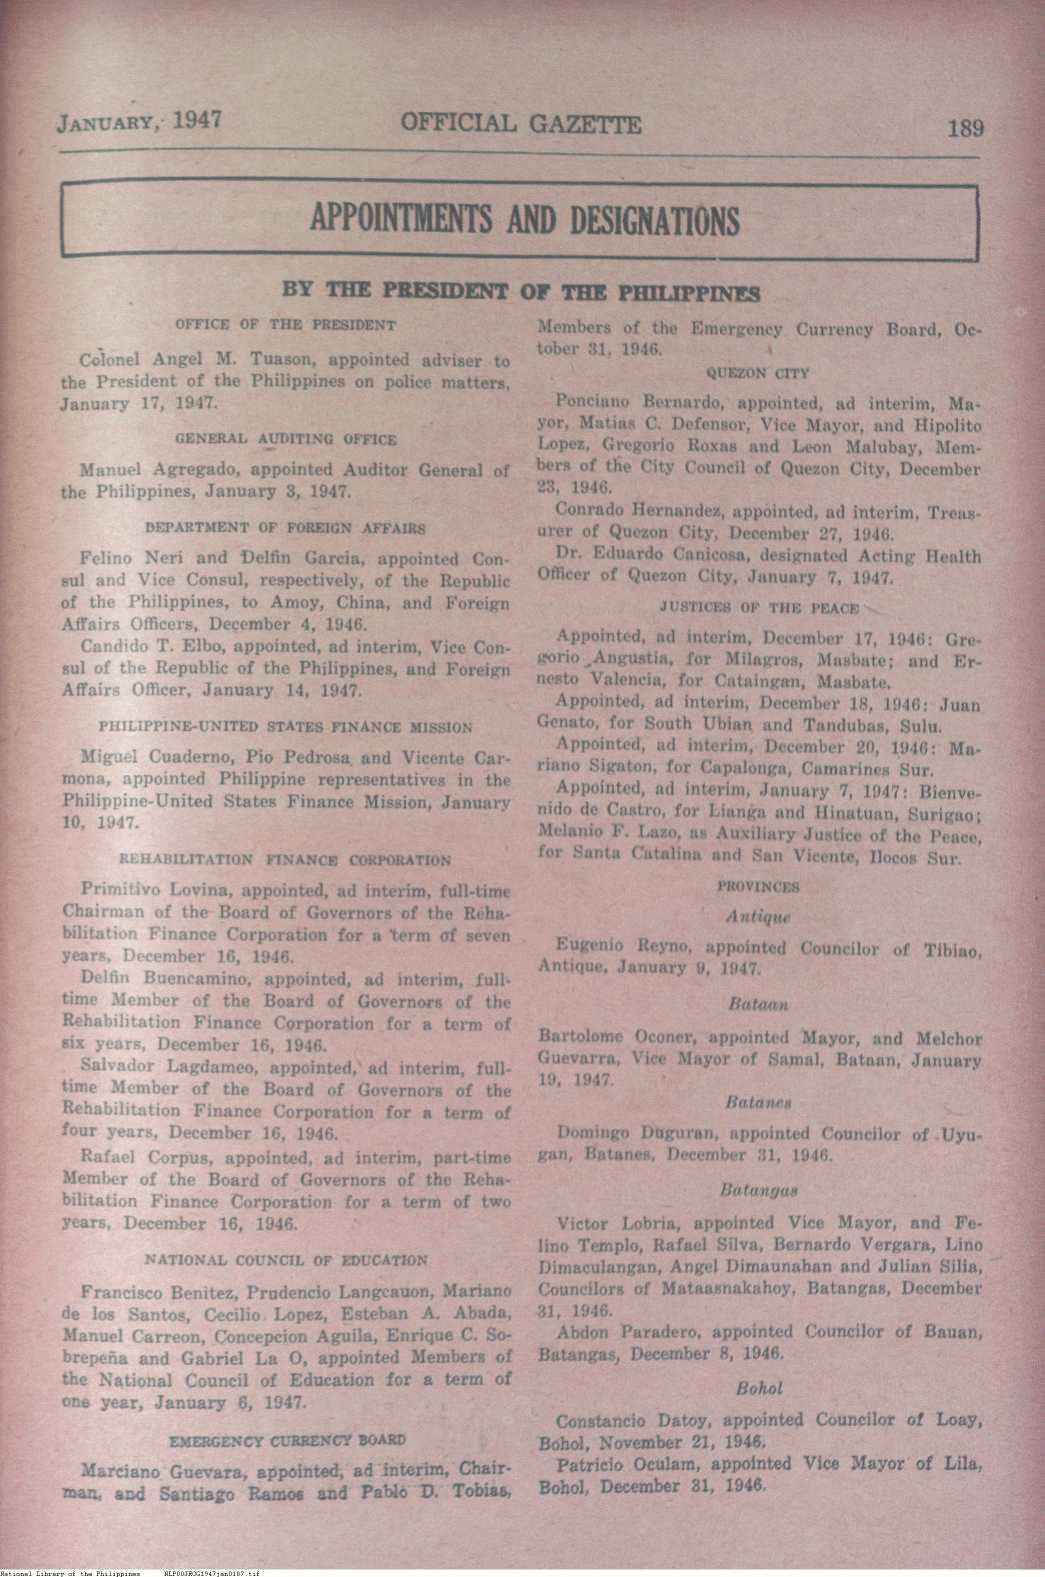 JANUARY, 1947 OFFICIAL GAZETTE 189
APPOINTMENTS AND DESIGNATIONS
BY THE PRESIDENT OF THE PHILIPPINES
OFFICE OF THE PRESIDENT
Colonel Angel M. Tuason, appointed adviser to
the President of the Philippines on police matters,
January 17, 1947.
GENERAL AUDITING OFFICE
Manuel Agregado, appointed Auditor General of
the Philippines, January 3, 1947.
DEPARTMENT OF FOREIGN AFFAIRS
Felino Neri and Delfin Garcia, appointed Con-
sul and Vice Consul, respectively, of the Republic
of the Philippines, to Amoy, China, and Foreign
Affairs Officers, December 4, 1946.
Candido T. Elbo, appointed, ad interim, Vice Con-
sul of the Republic of the Philippines, and Foreign
Affairs Officer, January 14, 1947.
PHILIPPINE-UNITED STATES FINANCE MISSION
Miguel Cuaderno, Pio Pedrosa and Vicente Car-
mona, appointed Philippine representatives in the
Philippine-United States Finance Mission, January
10, 1947.
REHABILITATION FINANCE CORPORATION
Primitivo Lovina, appointed, ad interim, full-time
Chairman of the Board of Governors of the Reha-
bilitation Finance Corporation for a term of seven
years, December 16, 1946.
Delfin Buencamino, appointed, ad interim, full-
time Member of the Board of Governors of the
Rehabilitation Finance Corporation for a term of
six years, December 16, 1946.
Salvador Lagdameo, appointed, ad interim, full-
time Member of the Board of Governors of the
Rehabilitation Finance Corporation for a term of
four years, December 16, 1946.
Rafael Corpus, appointed, ad interim, part-time
Member of the Board of Governors of the Reha-
bilitation Finance Corporation for a term of two
years, December 16, 1946.
NATIONAL COUNCIL OF EDUCATION
Francisco Benitez, Prudencio Langcauon, Mariano
de los Santos, Cecilio Lopez, Esteban A. Abada,
Manuel Carreon, Concepcion Aguila, Enrique C. So-
brepeña and Gabriel La O, appointed Members of
the National Council of Education for a term of
one year, January 6, 1947.
EMERGENCY CURRENCY BOARD
Marciano Guevara, appointed, ad interim, Chair-
man, and Santiago Ramos and Pablo D. Tobias,
Members of the Emergency Currency Board, Oc-
tober 31, 1946.
QUEZON CITY
Ponciano Bernardo, appointed, ad interim, Ma-
yor, Matias C. Defensor, Vice Mayor, and Hipolito
Lopez, Gregorio Roxas and Leon Malubay, Mem-
bers of the City Council of Quezon City, December
23, 1946.
Conrado Hernandez, appointed, ad interim, Treas-
urer of Quezon City, December 27, 1946.
Dr. Eduardo Canicosa, designated Acting Health
Officer of Quezon City, January 7, 1947.
JUSTICES OF THE PEACE
Appointed, ad interim, December 17, 1946: Gre-
gorio Angustia, for Milagros, Masbate; and Er-
nesto Valencia, for Cataingan, Masbate.
Appointed, ad interim, December 18, 1946: Juan
Genato, for South Ubian and Tandubas, Sulu.
Appointed, ad interim, December 20, 1946: Ma-
riano Sigaton, for Capalonga, Camarines Sur.
Appointed, ad interim, January 7, 1947: Bienve-
nido de Castro, for Lianga and Hinatuan, Surigao;
Melanio F. Lazo, as Auxiliary Justice of the Peace,
for Santa Catalina and San Vicente, Ilocos Sur.
PROVINCES
Antique
Eugenio Reyno, appointed Councilor of Tibiao,
Antique, January 9, 1947.
Bataan
Bartolome Oconer, appointed Mayor, and Melchor
Guevarra, Vice Mayor of Samal, Bataan, January
19, 1947.
Batanes
Domingo Duguran, appointed Councilor of Uyu-
gan, Batanes, December 31, 1946.
Batangas
Victor Lobria, appointed Vice Mayor, and Fe-
lino Templo, Rafael Silva, Bernardo Vergara, Lino
Dimaculangan, Angel Dimaunahan and Julian Silia,
Councilors of Mataasnakahoy, Batangas, December
31, 1946.
Abdon Paradero, appointed Councilor of Bauan,
Batangas, December 8, 1946.
Bohol
Constancio Datoy, appointed Councilor of Loay,
Bohol, November 21, 1946.
Patricio Oculam, appointed Vice Mayor of Lila,
Bohol, December 31, 1946.
National Library of the Philippines NLP00JROG1947jan0187.tif